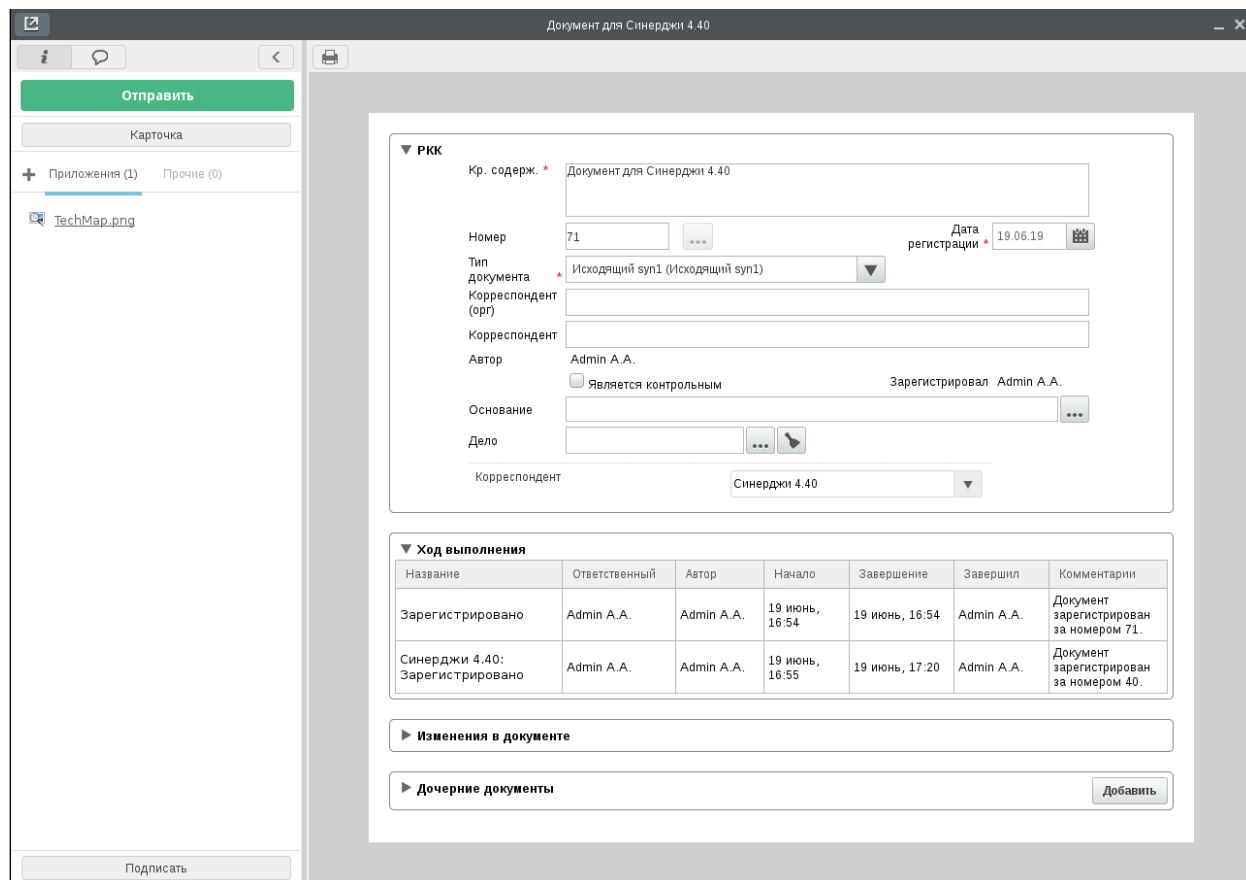 Документ для Синерджи 4.40
Отправить
Карточка
Приложения (1) Прочие (0)
TechMap.png
Подписать
РКК
Кр. содерж. * Документ для Синерджи 4.40
Номер 71 ... Дата регистрации * 19.06.19
Тип документа * Исходящий syn1 (Исходящий syn1)
Корреспондент (орг)
Корреспондент
Автор Admin A.A.
Является контрольным Зарегистрировал Admin A.A.
Основание ...
Дело ...
Корреспондент Синерджи 4.40
Ход выполнения
Название Ответственный Автор Начало Завершение Завершил Комментарии
Зарегистрировано Admin A.A. Admin A.A. 19 июнь, 16:54 19 июнь, 16:54 Admin A.A. Документ зарегистрирован за номером 71.
Синерджи 4.40: Зарегистрировано Admin A.A. Admin A.A. 19 июнь, 16:55 19 июнь, 17:20 Admin A.A. Документ зарегистрирован за номером 40.
Изменения в документе
Дочерние документы Добавить